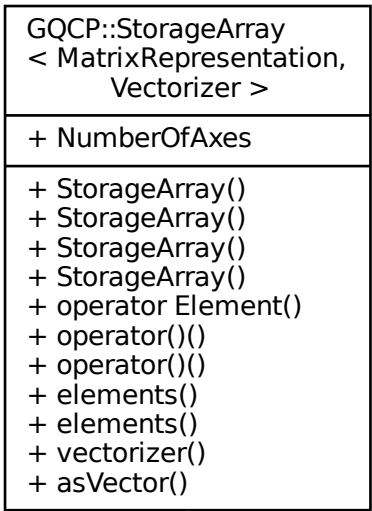 GQCP::StorageArray
< MatrixRepresentation,
Vectorizer >
+ NumberOfAxes
+ StorageArray()
+ StorageArray()
+ StorageArray()
+ StorageArray()
+ operator Element()
+ operator()()
+ operator()()
+ elements()
+ elements()
+ vectorizer()
+ asVector()